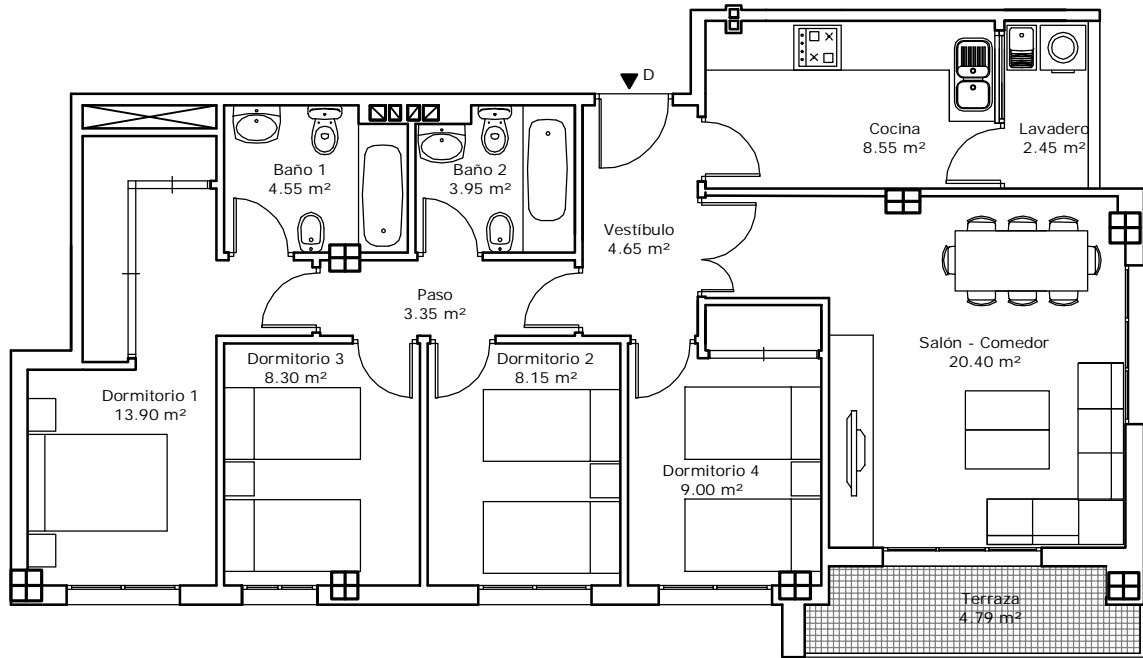 D
Cocina
8.55 m²
Lavadero
2.45 m²
Baño 1
4.55 m²
Baño 2
3.95 m²
Vestíbulo
4.65 m²
Paso
3.35 m²
Salón - Comedor
20.40 m²
Dormitorio 3
8.30 m²
Dormitorio 2
8.15 m²
Dormitorio 1
13.90 m²
Dormitorio 4
9.00 m²
Terraza
4.79 m²